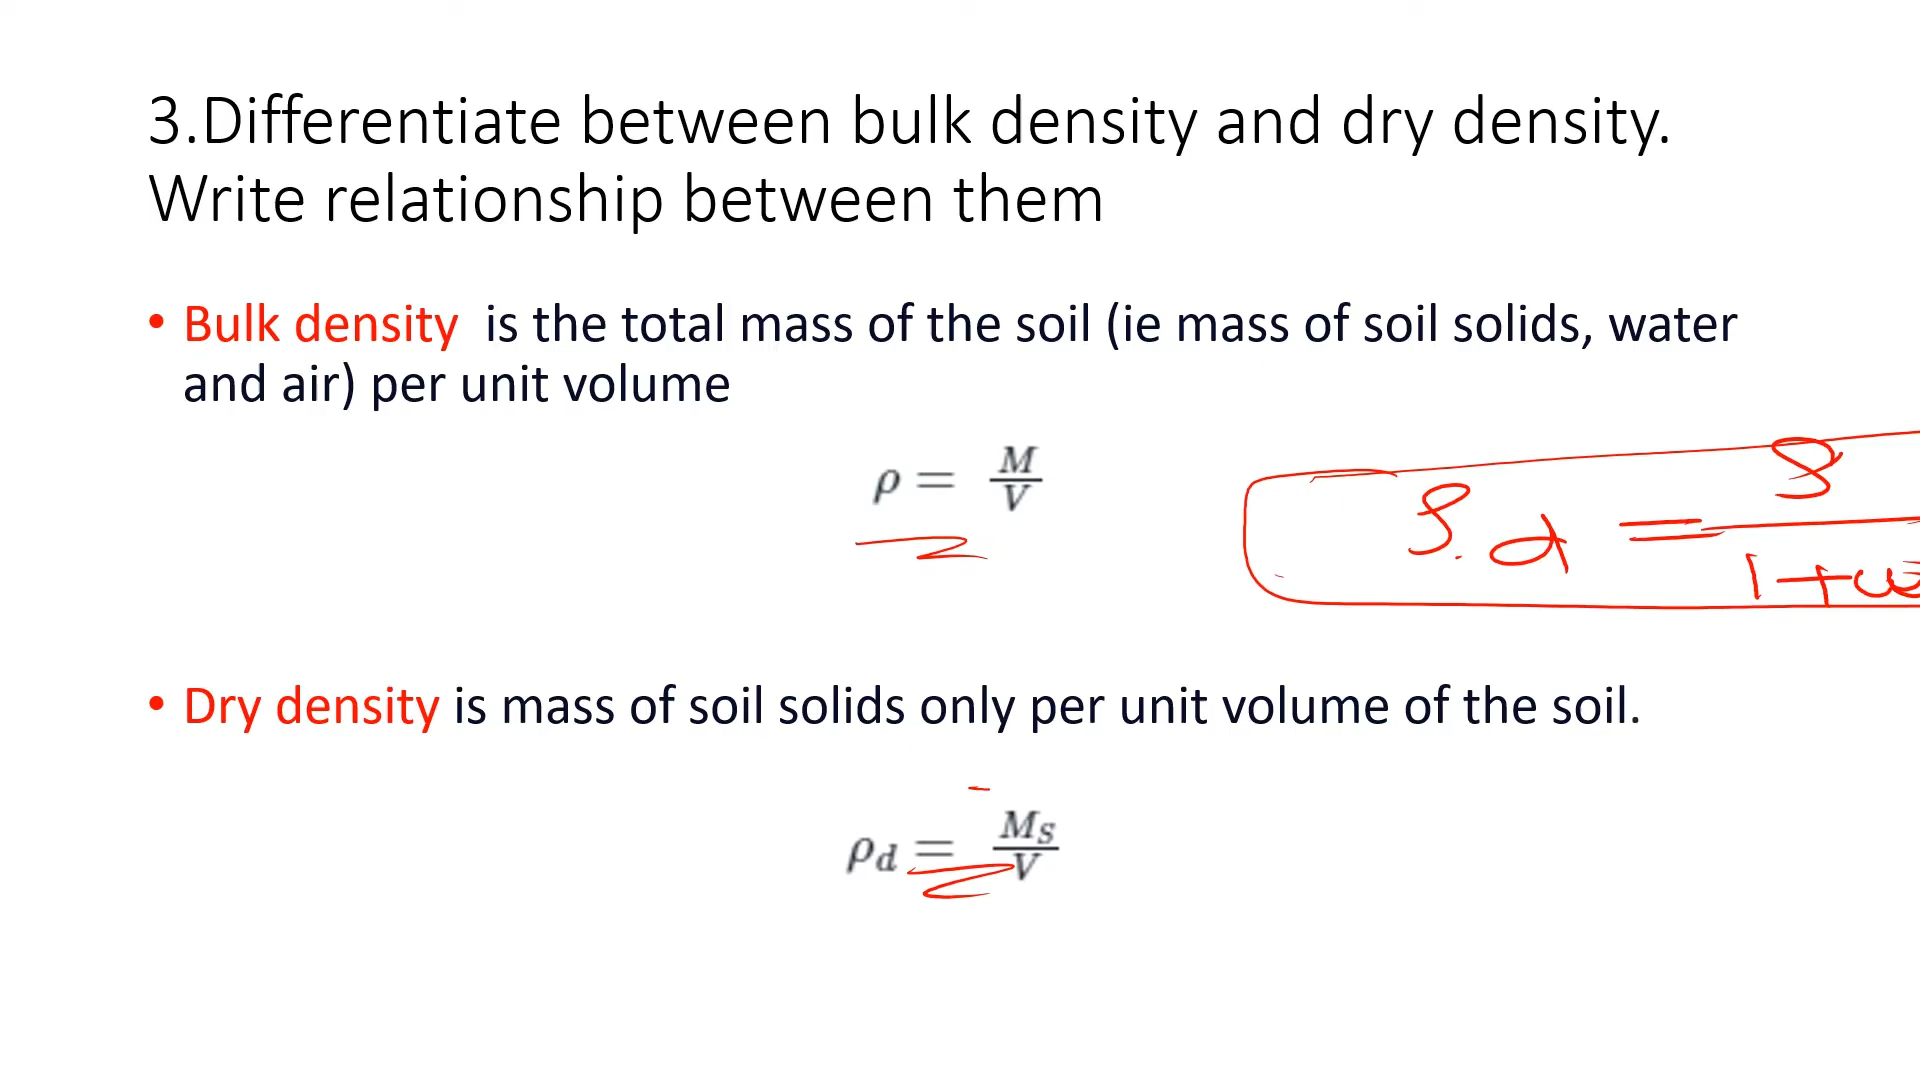 3.Differentiate between bulk density and dry density.
Write relationship between them
• Bulk density is the total mass of the soil (ie mass of soil solids, water
and air) per unit volume
ρ = M/V
ρd = ρ/1+w
• Dry density is mass of soil solids only per unit volume of the soil.
ρd = MS/V